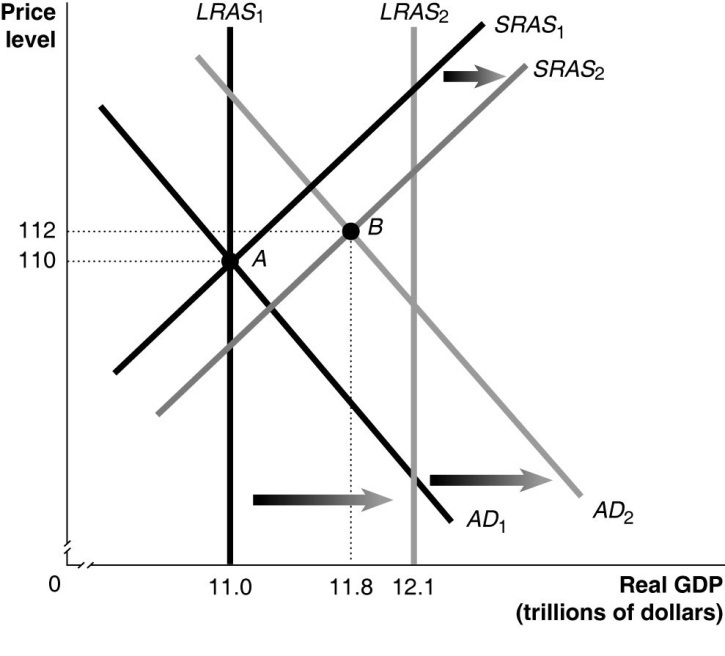 Price
level
LRAS1
LRAS2
SRAS1
SRAS2
112
B
110
A
AD1
AD2
0
11.0
11.8
12.1
Real GDP
(trillions of dollars)